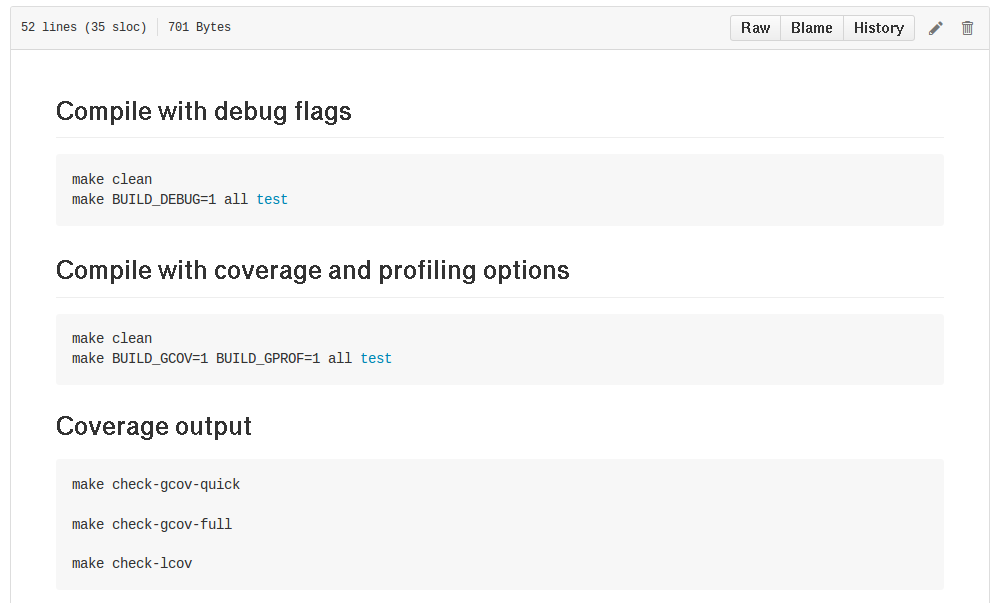 52 lines (35 sloc) 701 Bytes Raw Blame History
Compile with debug flags
make clean
make BUILD_DEBUG=1 all test
Compile with coverage and profiling options
make clean
make BUILD_GCOV=1 BUILD_GPROF=1 all test
Coverage output
make check-gcov-quick
make check-gcov-full
make check-lcov